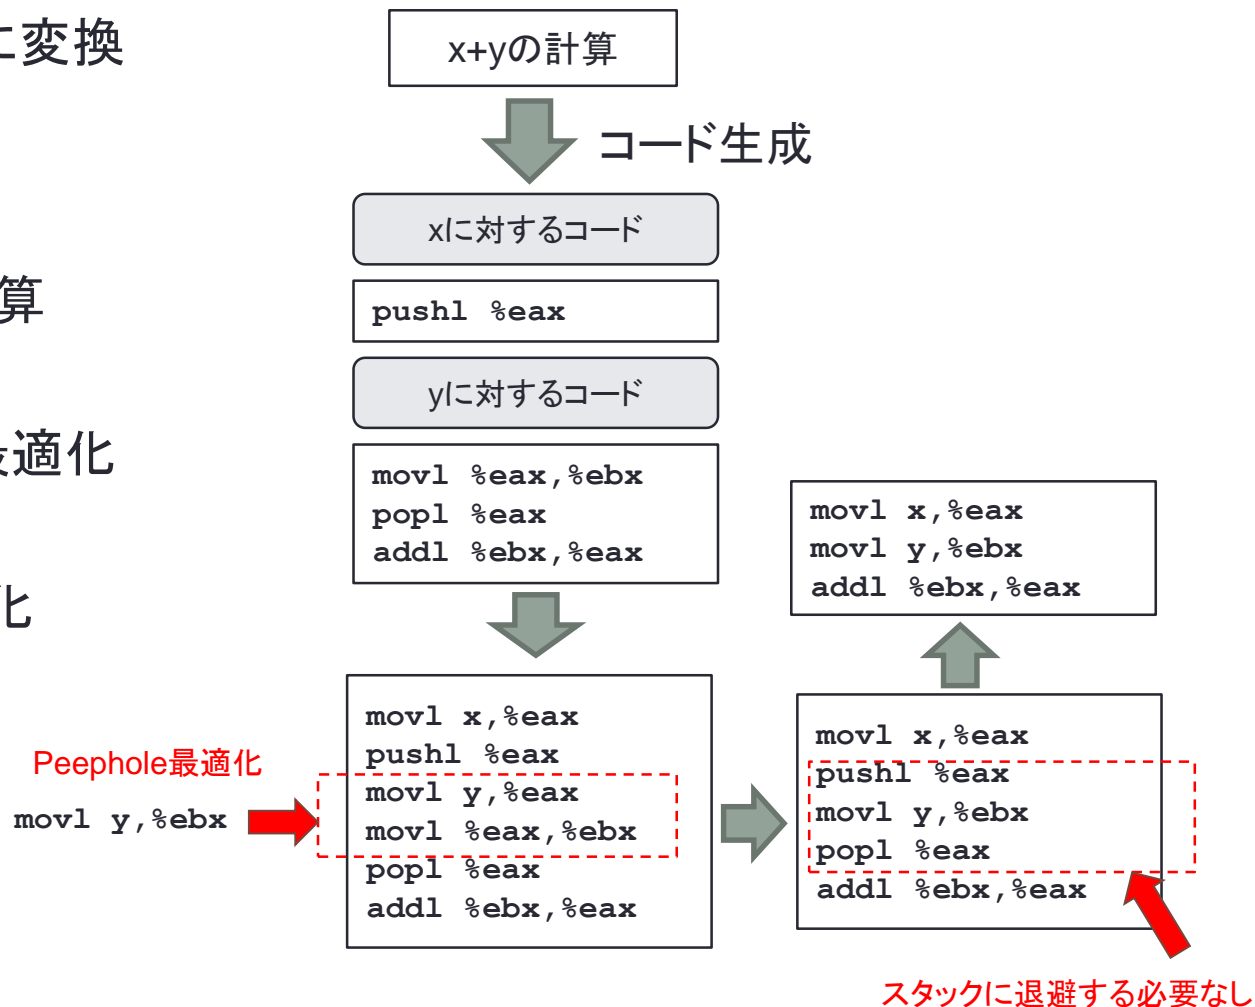 に変換
算
最適化
化
x+yの計算
コード生成
xに対するコード
pushl %eax
yに対するコード
movl %eax,%ebx
popl %eax
addl %ebx,%eax
Peephole最適化
movl y,%ebx
movl x,%eax
pushl %eax
movl y,%eax
movl %eax,%ebx
popl %eax
addl %ebx,%eax
movl x,%eax
pushl %eax
movl y,%ebx
popl %eax
addl %ebx,%eax
スタックに退避する必要なし
movl x,%eax
movl y,%ebx
addl %ebx,%eax